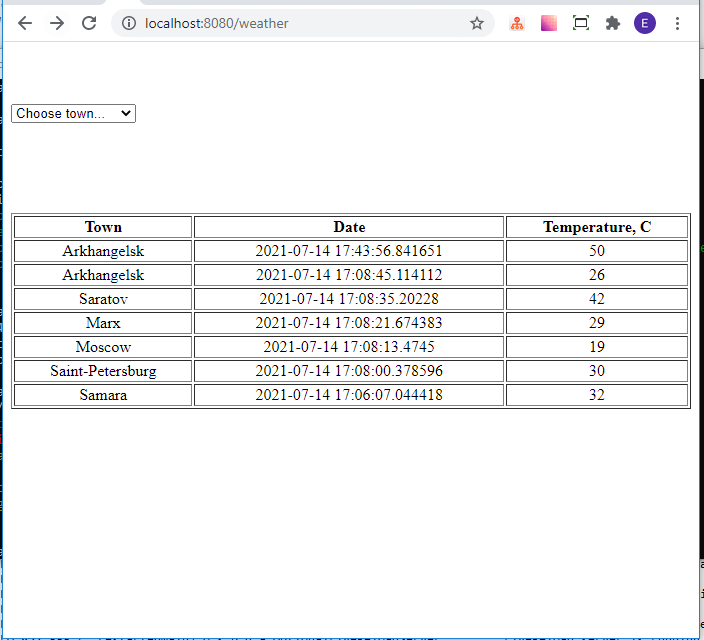 localhost:8080/weather
E
Choose town...
Town Date Temperature, C
Arkhangelsk 2021-07-14 17:43:56.841651 50
Arkhangelsk 2021-07-14 17:08:45.114112 26
Saratov 2021-07-14 17:08:35.20228 42
Marx 2021-07-14 17:08:21.674383 29
Moscow 2021-07-14 17:08:13.4745 19
Saint-Petersburg 2021-07-14 17:08:00.378596 30
Samara 2021-07-14 17:06:07.044418 32